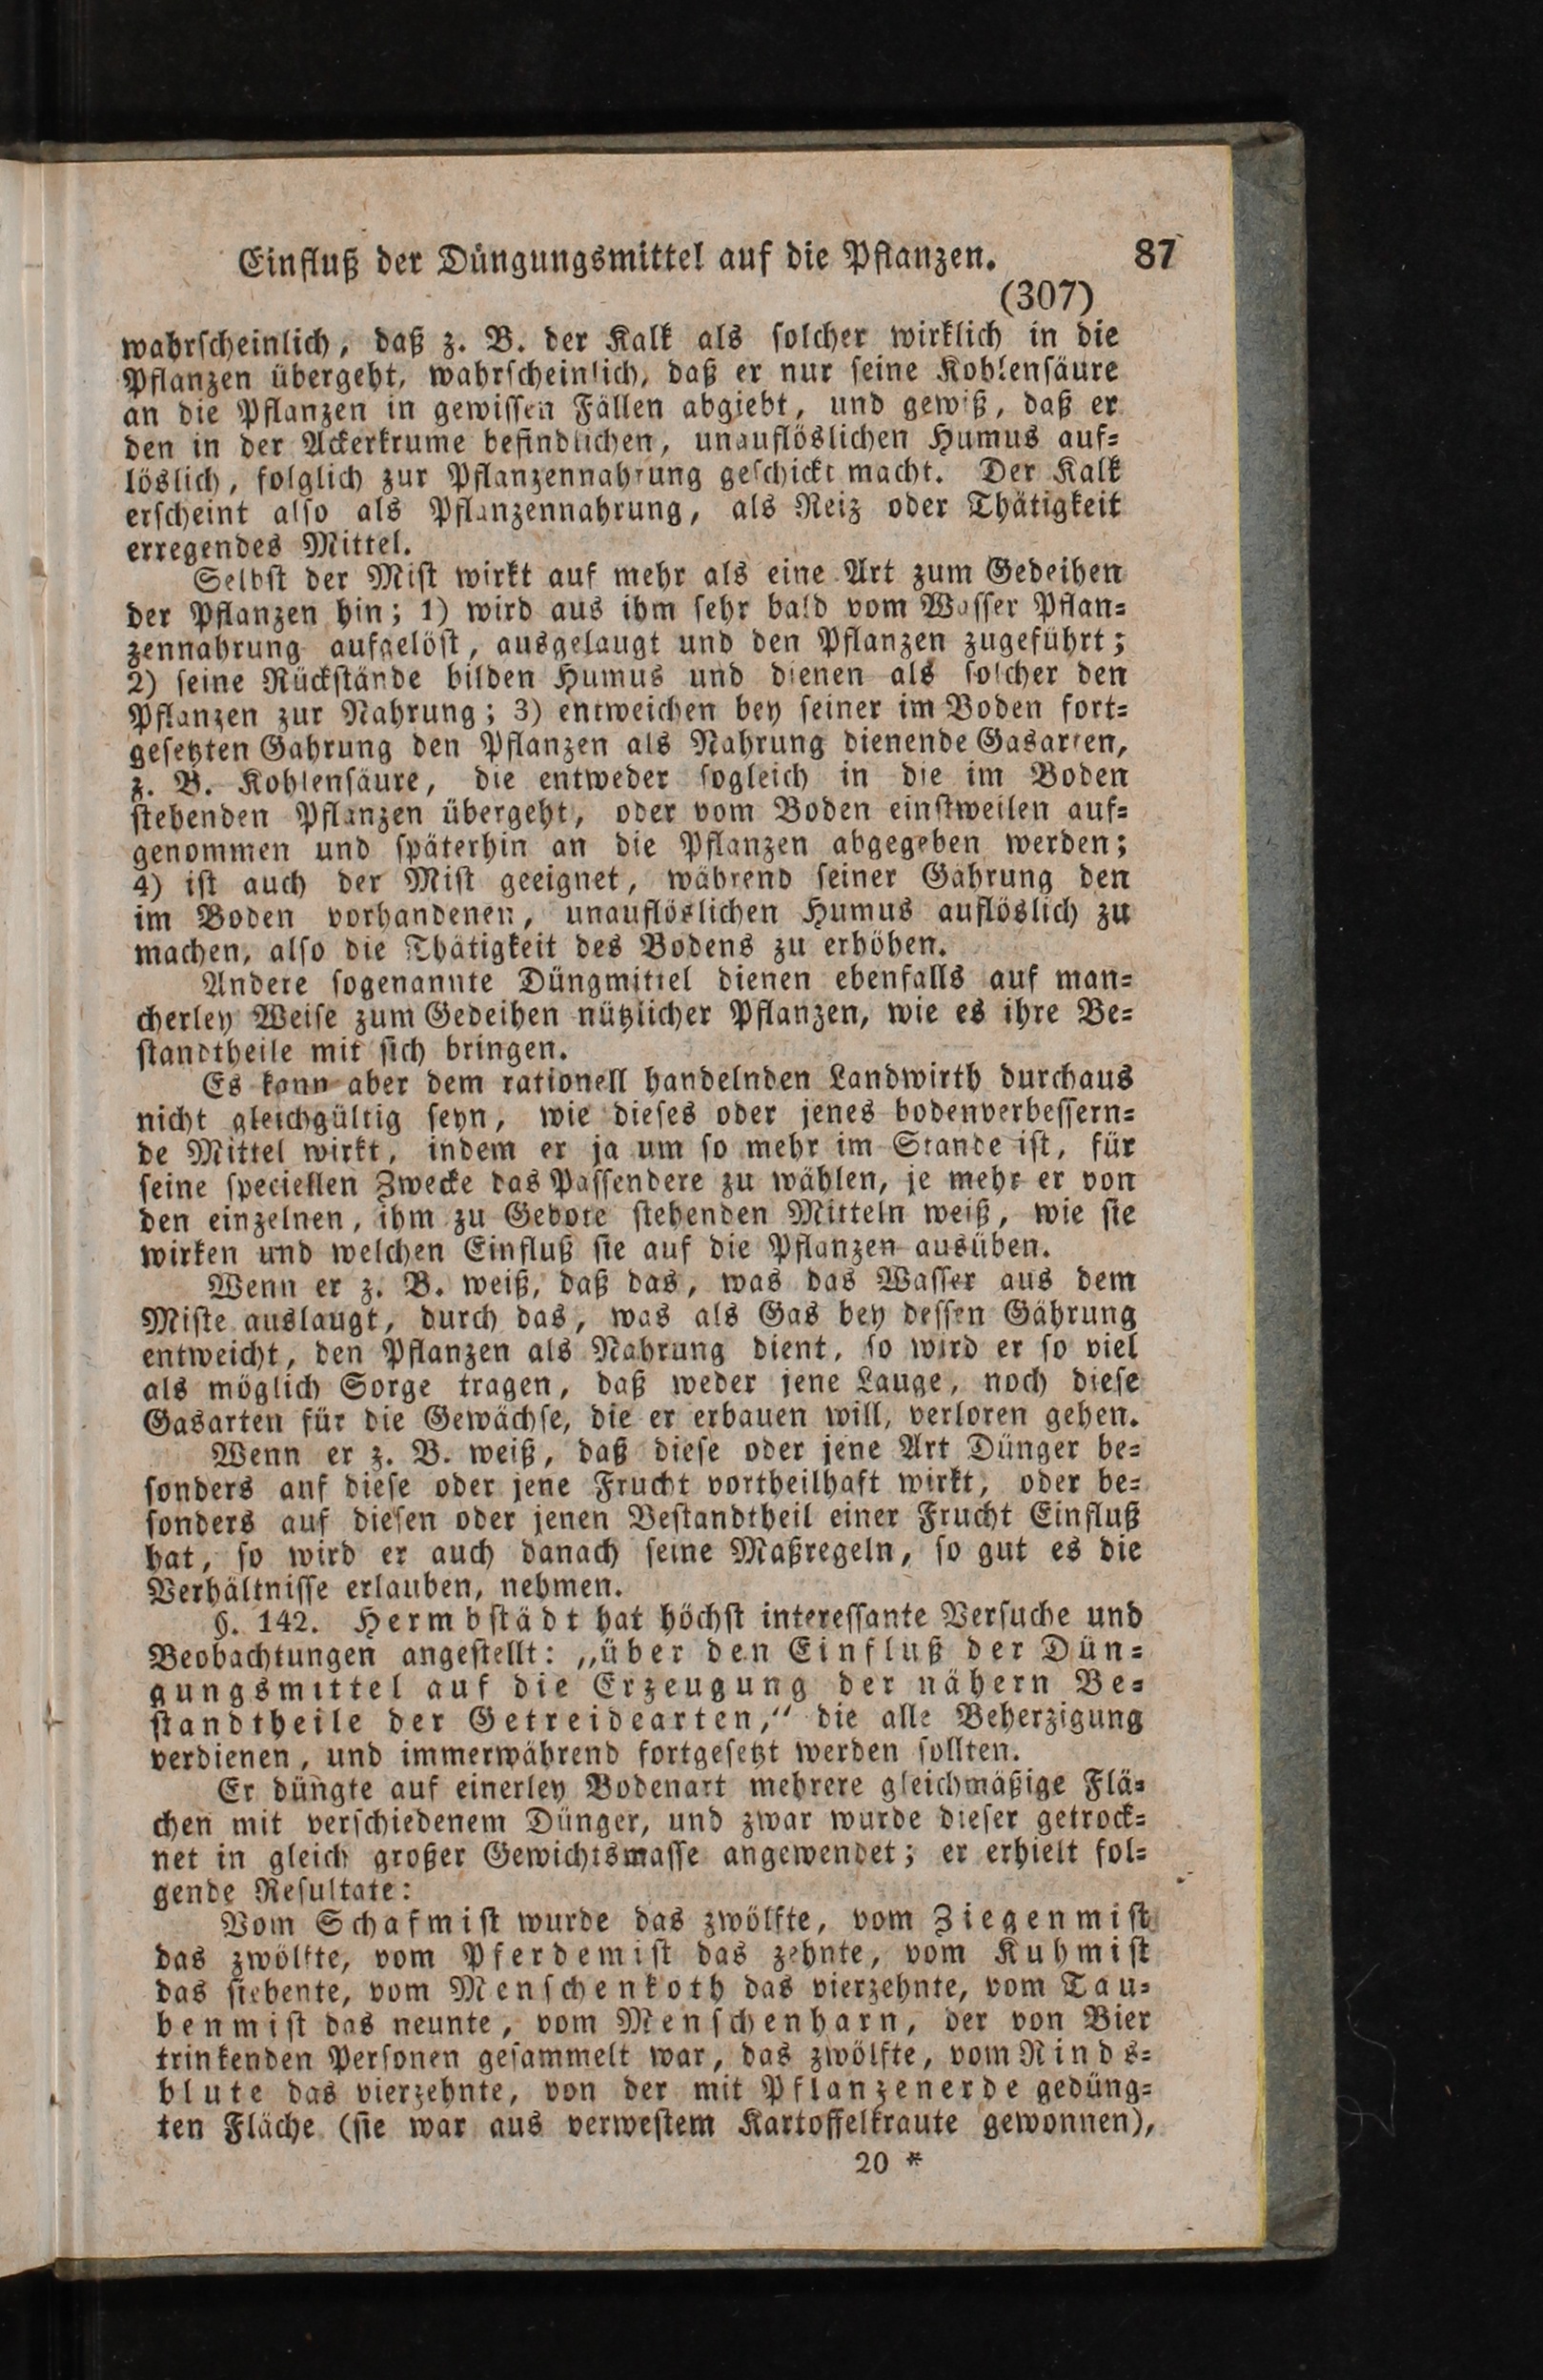 Einfluß der Düngungsmittel auf die Pflanzen. 87
(307)
wahrſcheinlich, daß z. B. der Kalk als ſolcher wirklich in die
Pflanzen übergeht, wahrſcheinlich, daß er nur ſeine Kohlenſäure
an die Pflanzen in gewiſſen Fällen abgiebt, und gewiß, daß er
den in der Ackerkrume befindlichen, unauflöslichen Humus auf-
löslich, folglich zur Pflanzennahrung geſchickt macht. Der Kalk
erſcheint alſo als Pflanzennahrung, als Reiz oder Thätigkeit
erregendes Mittel.
Selbſt der Miſt wirkt auf mehr als eine Art zum Gedeihen
der Pflanzen hin; 1) wird aus ihm ſehr bald vom Waſſer Pflan-
zennahrung aufgelöſt, ausgelaugt und den Pflanzen zugeführt;
2) ſeine Rückſtände bilden Humus und dienen als ſolcher den
Pflanzen zur Nahrung; 3) entweichen bey ſeiner im Boden fort-
geſetzten Gährung den Pflanzen als Nahrung dienende Gasarten,
z. B. Kohlenſäure, die entweder ſogleich in die im Boden
ſtehenden Pflanzen übergeht, oder vom Boden einſtweilen auf-
genommen und ſpäterhin an die Pflanzen abgegeben werden;
4) iſt auch der Miſt geeignet, während ſeiner Gährung den
im Boden vorhandenen, unauflöslichen Humus auflöslich zu
machen, alſo die Thätigkeit des Bodens zu erhöhen.
Andere ſogenannte Düngmittel dienen ebenfalls auf man-
cherley Weiſe zum Gedeihen nützlicher Pflanzen, wie es ihre Be-
ſtandtheile mit ſich bringen.
Es kann aber dem rationell handelnden Landwirth durchaus
nicht gleichgültig ſeyn, wie dieſes oder jenes bodenverbeſſern-
de Mittel wirkt, indem er ja um ſo mehr im Stande iſt, für
ſeine ſpeciellen Zwecke das Paſſendere zu wählen, je mehr er von
den einzelnen, ihm zu Gebote ſtehenden Mitteln weiß, wie ſie
wirken und welchen Einfluß ſie auf die Pflanzen ausüben.
Wenn er z. B. weiß, daß das, was das Waſſer aus dem
Miſte auslaugt, durch das, was als Gas bey deſſen Gährung
entweicht, den Pflanzen als Nahrung dient, ſo wird er ſo viel
als möglich Sorge tragen, daß weder jene Lauge, noch dieſe
Gasarten für die Gewächſe, die er erbauen will, verloren gehen.
Wenn er z. B. weiß, daß dieſe oder jene Art Dünger be-
ſonders auf dieſe oder jene Frucht vortheilhaft wirkt, oder be-
ſonders auf dieſen oder jenen Beſtandtheil einer Frucht Einfluß
hat, ſo wird er auch danach ſeine Maßregeln, ſo gut es die
Verhältniſſe erlauben, nehmen.
§. 142. Hermbſtädt hat höchſt intereſſante Verſuche und
Beobachtungen angeſtellt: „über den Einfluß der Dün-
gungsmittel auf die Erzeugung der nähern Be-
ſtandtheile der Getreidearten,“ die alle Beherzigung
verdienen, und immerwährend fortgeſetzt werden ſollten.
Er düngte auf einerley Bodenart mehrere gleichmäßige Flä-
chen mit verſchiedenem Dünger, und zwar wurde dieſer getrock-
net in gleich großer Gewichtsmaſſe angewendet; er erhielt fol-
gende Reſultate:
Vom Schafmiſt wurde das zwölfte, vom Ziegenmiſt
das zwölfte, vom Pferdemiſt das zehnte, vom Kuhmiſt
das ſiebente, vom Menſchenkoth das vierzehnte, vom Tau-
benmiſt das neunte, vom Menſchenharn, der von Bier
trinkenden Perſonen geſammelt war, das zwölfte, vom Rinds-
blute das vierzehnte, von der mit Pflanzenerde gedüng-
ten Fläche (ſie war aus verweſtem Kartoffelkraute gewonnen),
20 *